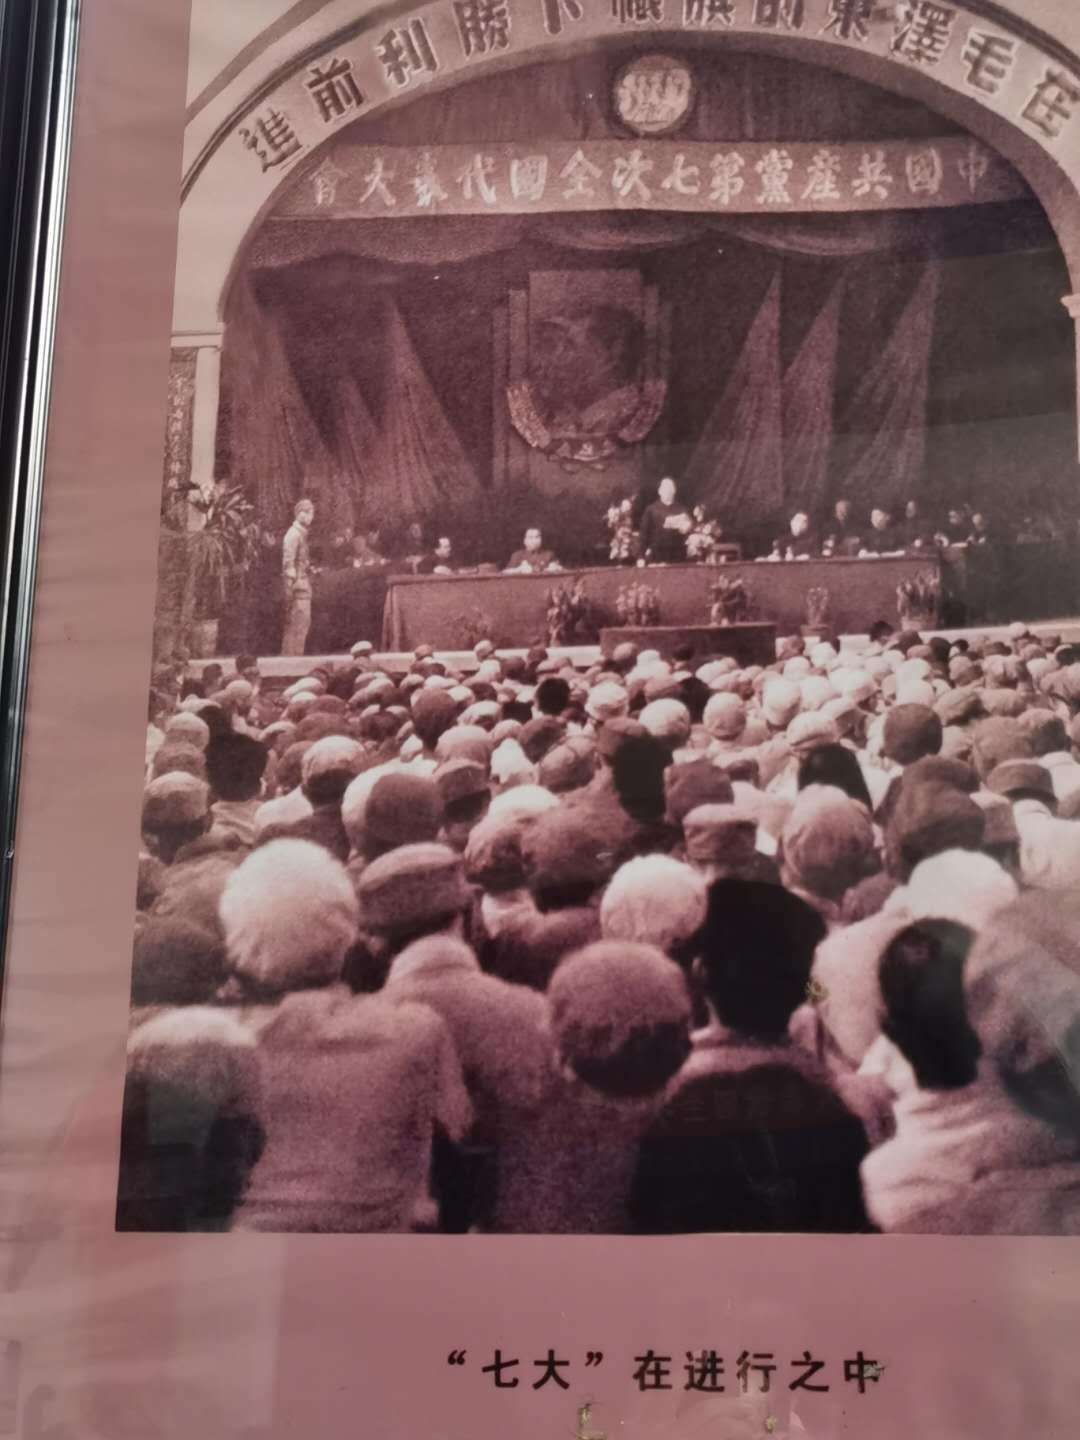 在毛澤東的旗幟下勝利前進
中國共産黨第七次全國代表大會
“七大”在进行之中